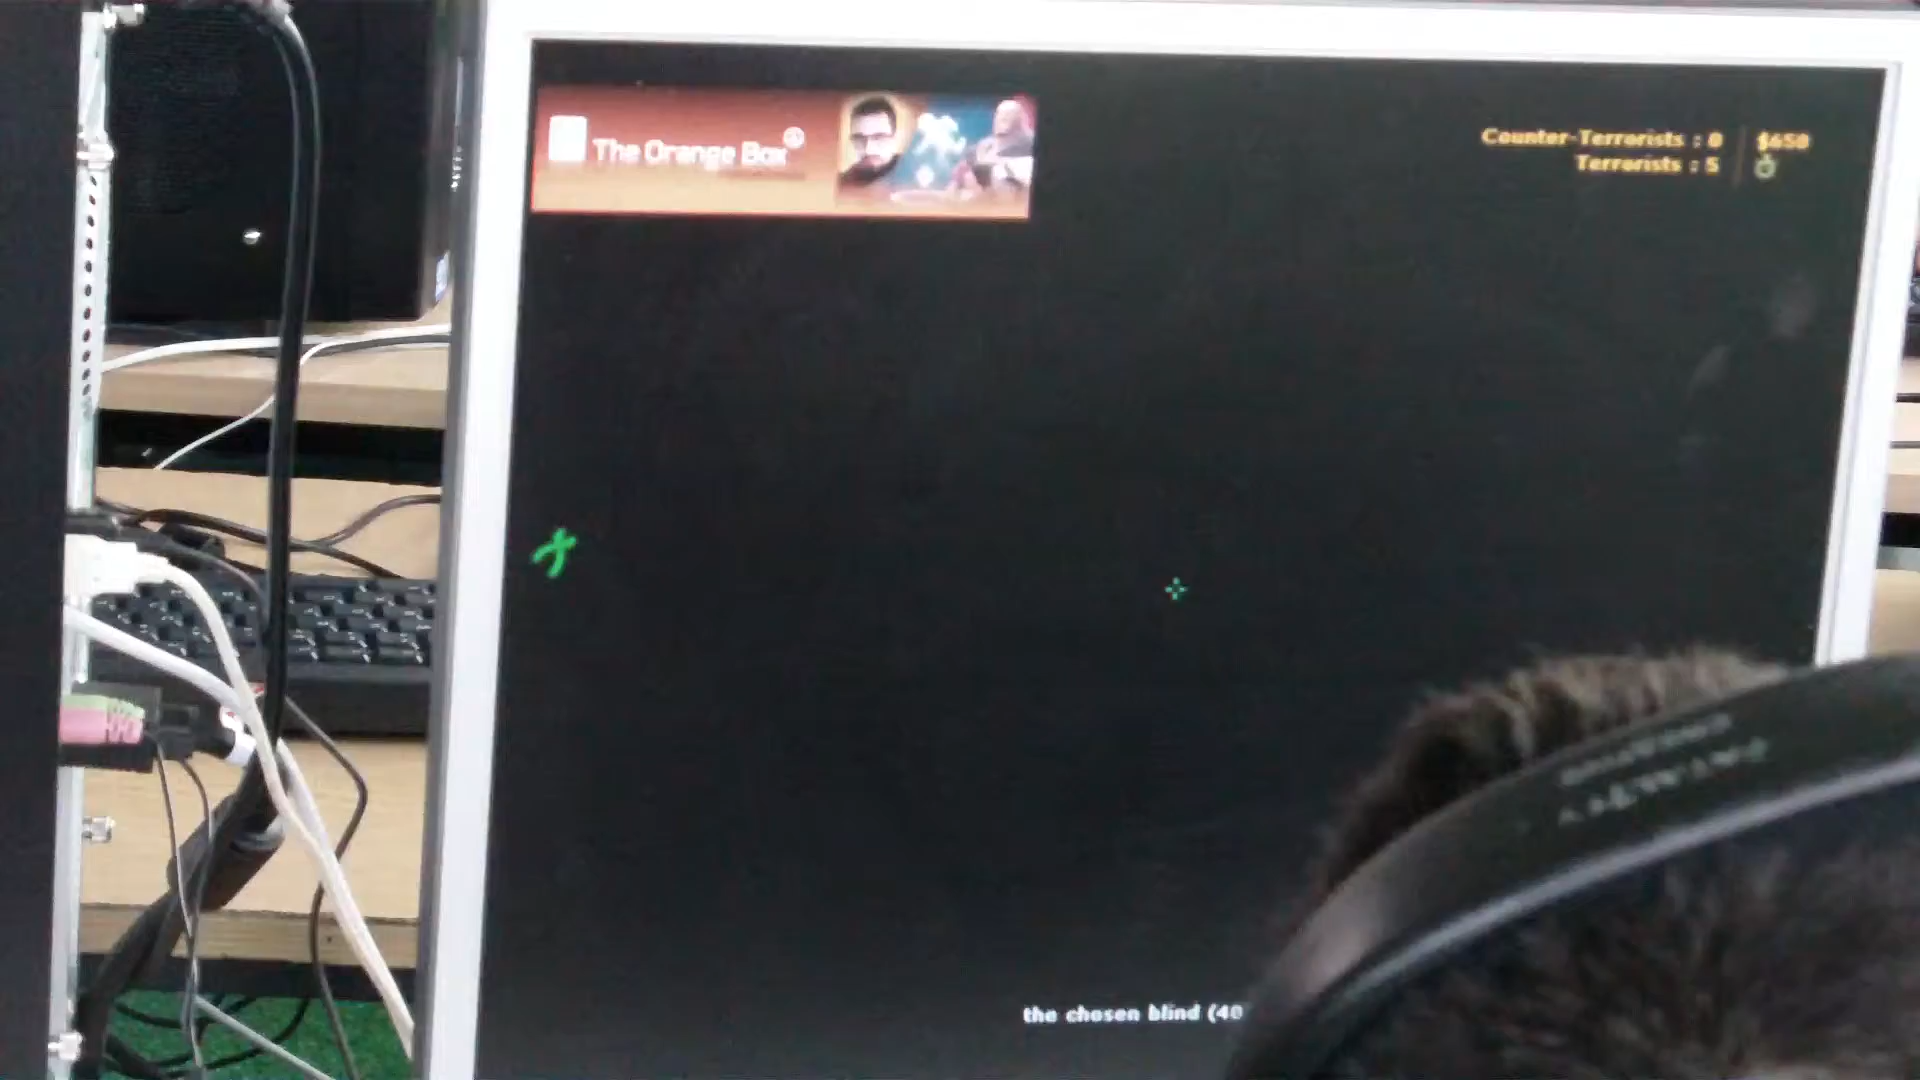 The Orange Box
Counter-Terrorists : 0
$650
Terrorists : 5
the chosen blind (40